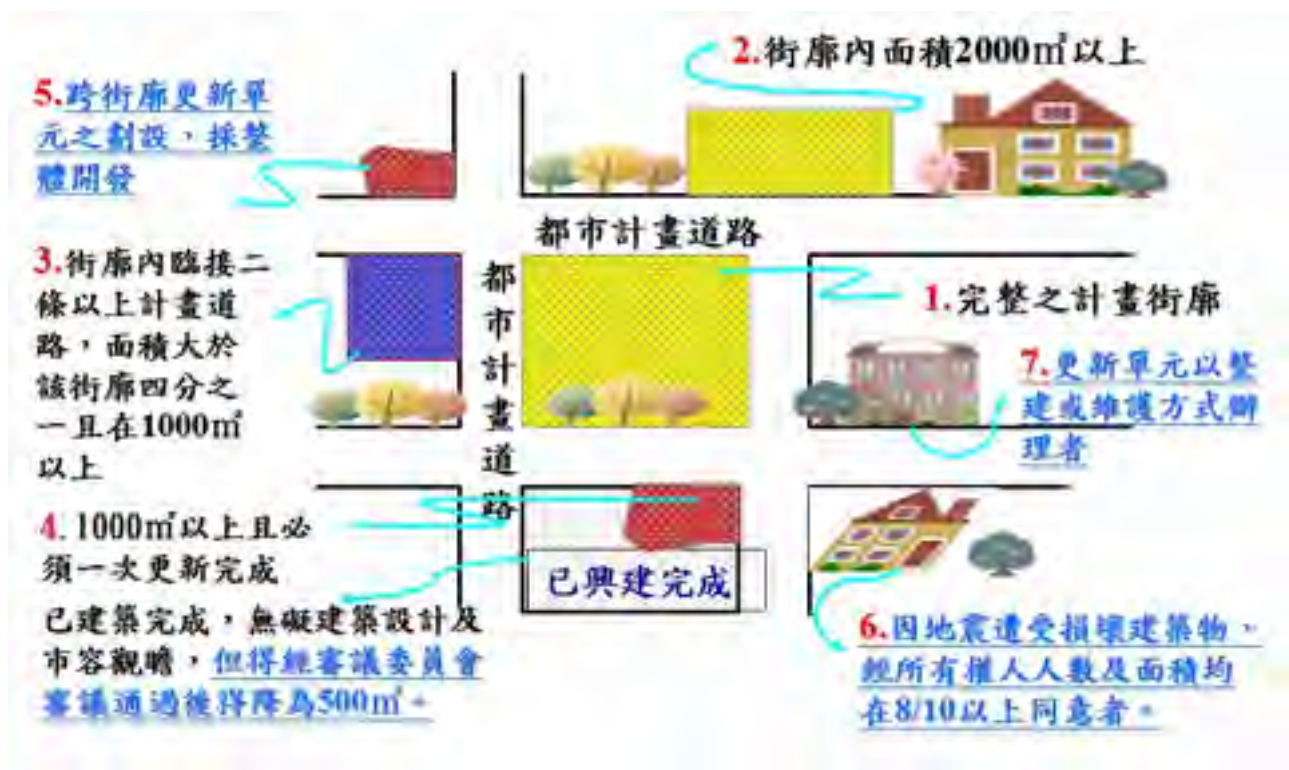 2.街廓內面積2000㎡以上
5.跨街廓更新單
元之劃設，採整
體開發
都市計畫道路
3.街廓內臨接二
條以上計畫道
路，面積大於
該街廓四分之
一且在1000㎡
以上
都市計畫道路
1.完整之計畫街廓
7.更新單元以整
建或維護方式辦
理者
4.1000㎡以上且必
須一次更新完成
已興建完成
已建築完成，無礙建築設計及
市容觀瞻，但得經審議委員會
審議通過後得降為500㎡。
6.因地震遭受損壞建築物、
經所有權人人數及面積均
在8/10以上同意者。